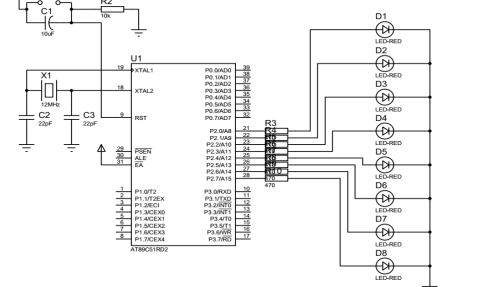 R2
10k
C1
10uF
X1
12MHz
C2
22pF
C3
22pF
U1
19 XTAL1
18 XTAL2
9 RST
29 PSEN
30 ALE
31 EA
1 P1.0/T2
2 P1.1/T2EX
3 P1.2/ECI
4 P1.3/CEX0
5 P1.4/CEX1
6 P1.5/CEX2
7 P1.6/CEX3
8 P1.7/CEX4
P0.0/AD0 39
P0.1/AD1 38
P0.2/AD2 37
P0.3/AD3 36
P0.4/AD4 35
P0.5/AD5 34
P0.6/AD6 33
P0.7/AD7 32
P2.0/A8 21
P2.1/A9 22
P2.2/A10 23
P2.3/A11 24
P2.4/A12 25
P2.5/A13 26
P2.6/A14 27
P2.7/A15 28
P3.0/RXD 10
P3.1/TXD 11
P3.2/INT0 12
P3.3/INT1 13
P3.4/T0 14
P3.5/T1 15
P3.6/WR 16
P3.7/RD 17
AT89C51RD2
R3
R4
470
D1
LED-RED
D2
LED-RED
D3
LED-RED
D4
LED-RED
D5
LED-RED
D6
LED-RED
D7
LED-RED
D8
LED-RED